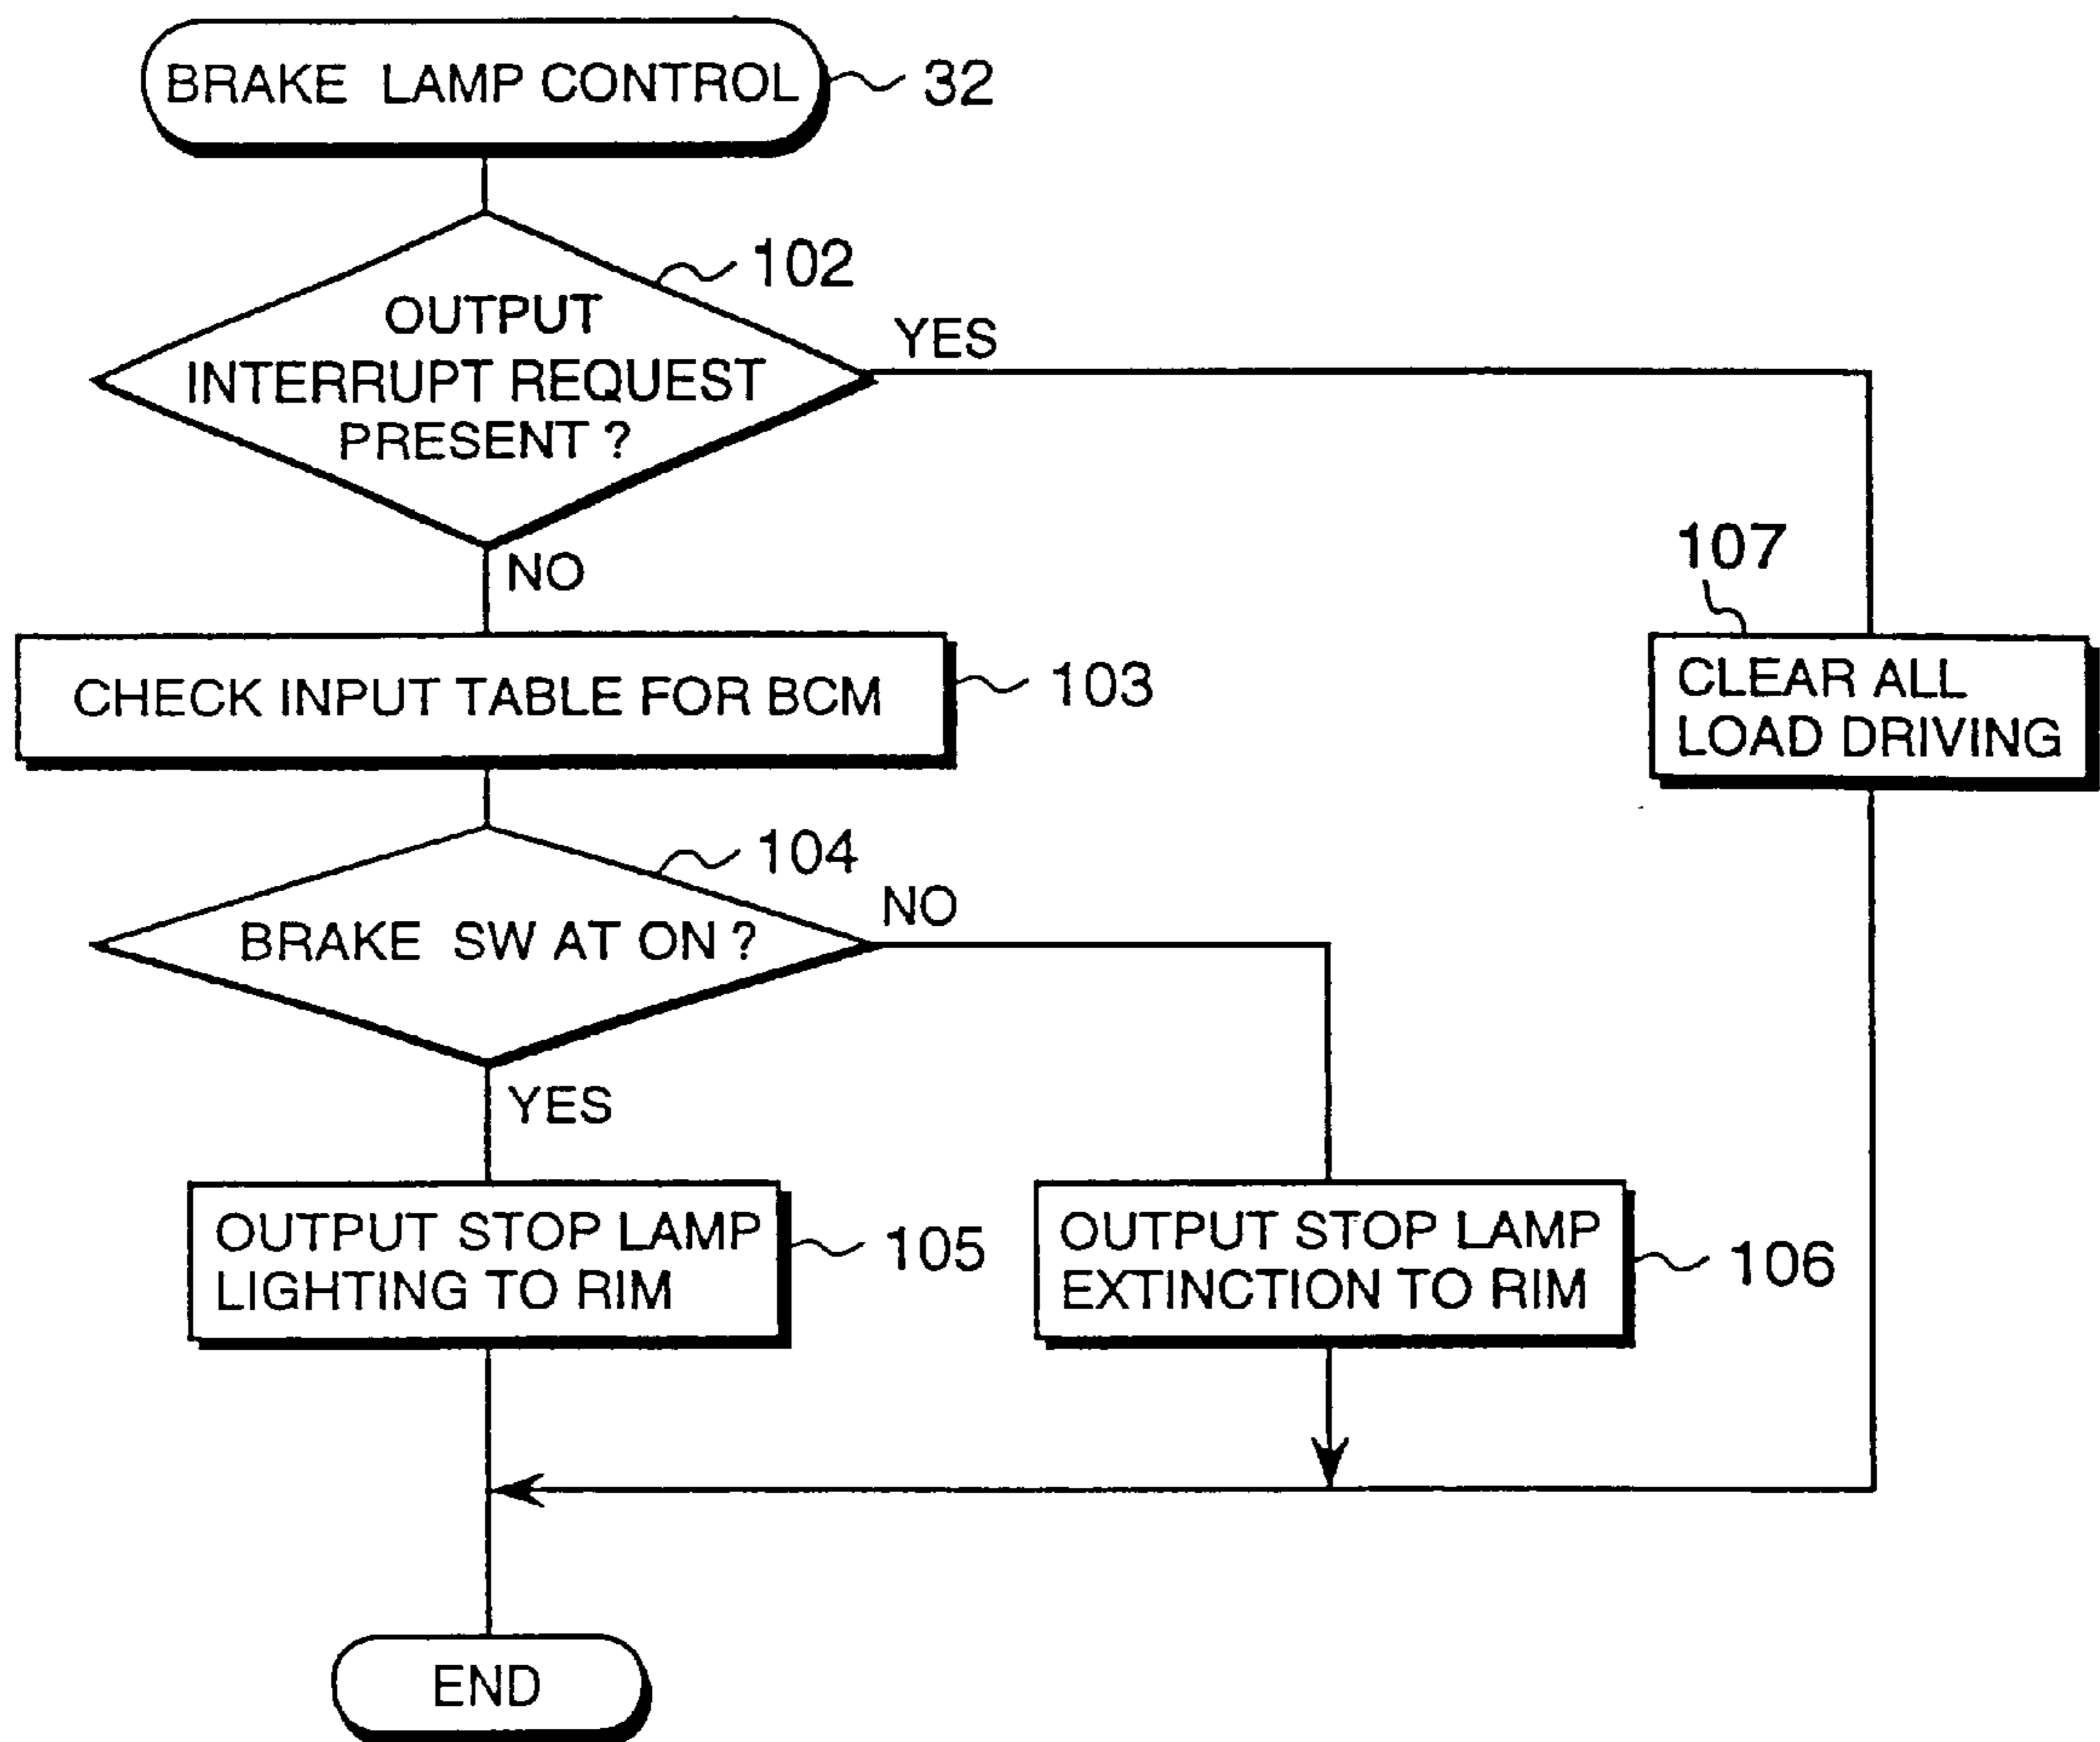 BRAKE LAMP CONTROL
32
102
OUTPUT
INTERRUPT REQUEST
PRESENT ?
YES
NO
107
CLEAR ALL
LOAD DRIVING
CHECK INPUT TABLE FOR BCM
103
104
BRAKE SW AT ON ?
NO
YES
OUTPUT STOP LAMP
LIGHTING TO RIM
105
OUTPUT STOP LAMP
EXTINCTION TO RIM
106
END